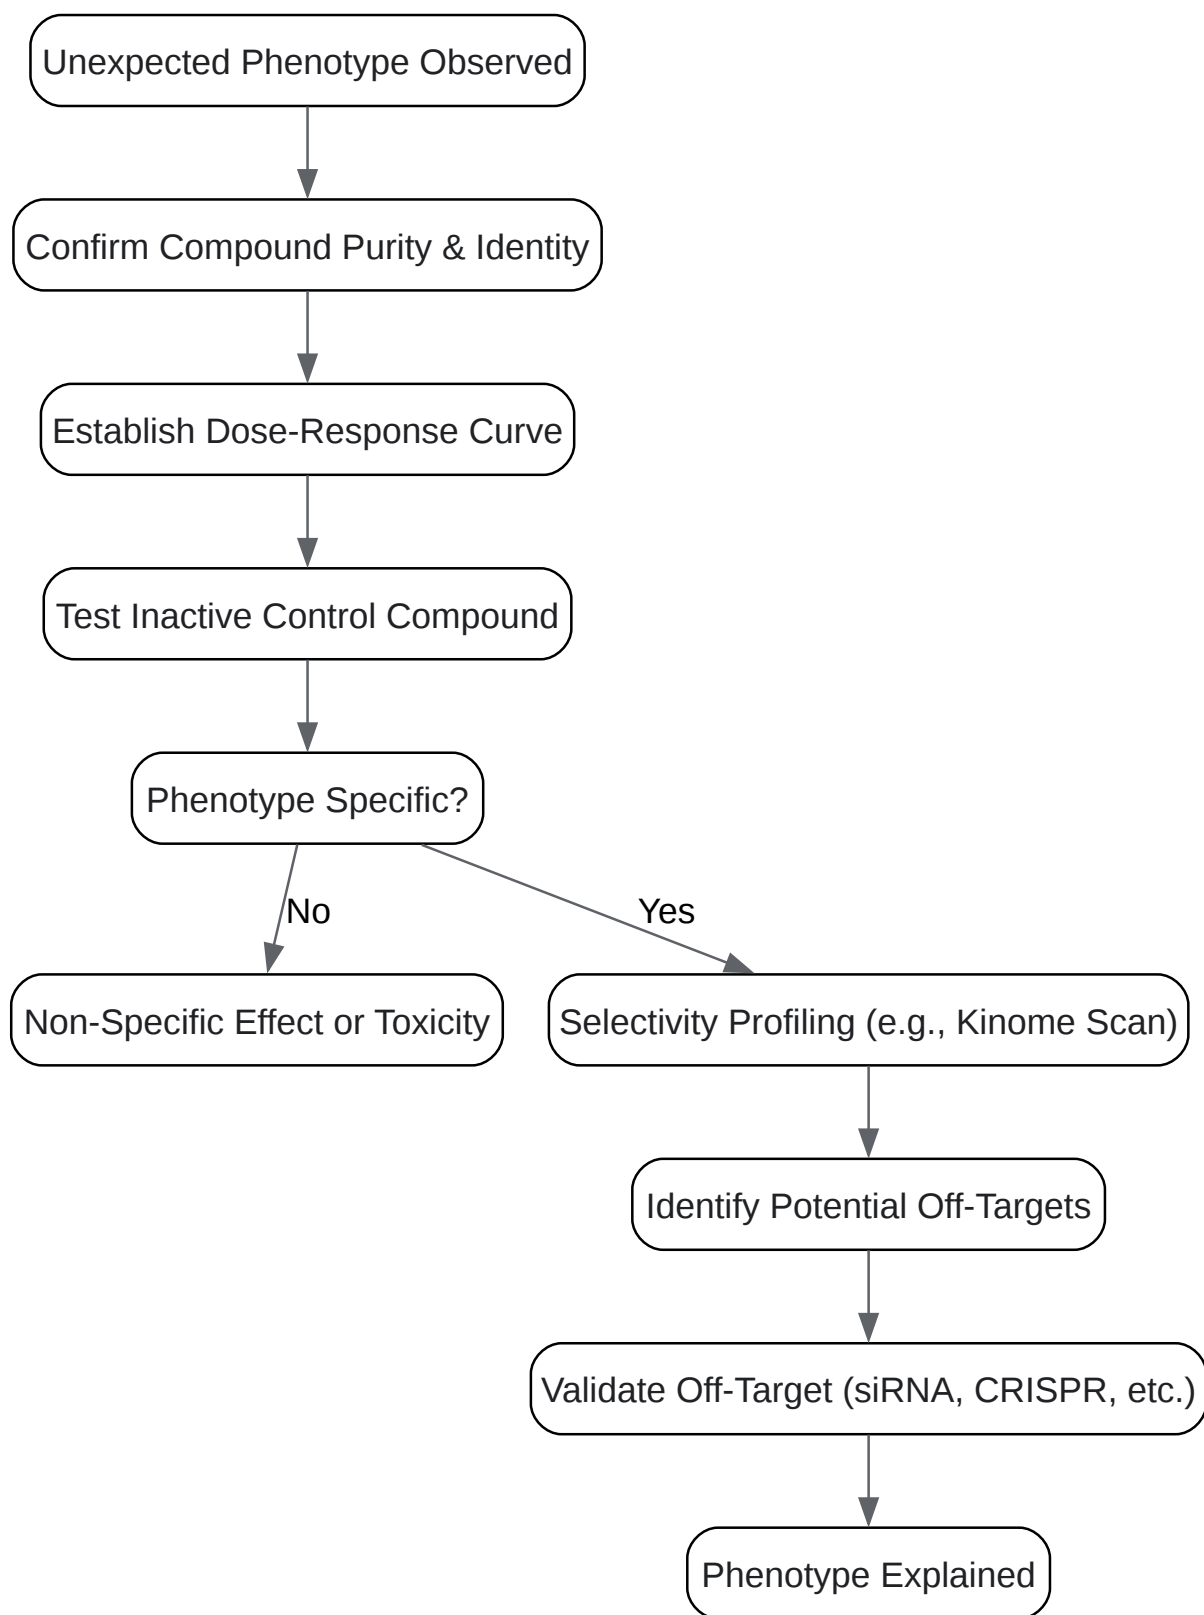 Unexpected Phenotype Observed
Confirm Compound Purity & Identity
Establish Dose-Response Curve
Test Inactive Control Compound
Phenotype Specific?
No
Yes
Non-Specific Effect or Toxicity
Selectivity Profiling (e.g., Kinome Scan)
Identify Potential Off-Targets
Validate Off-Target (siRNA, CRISPR, etc.)
Phenotype Explained